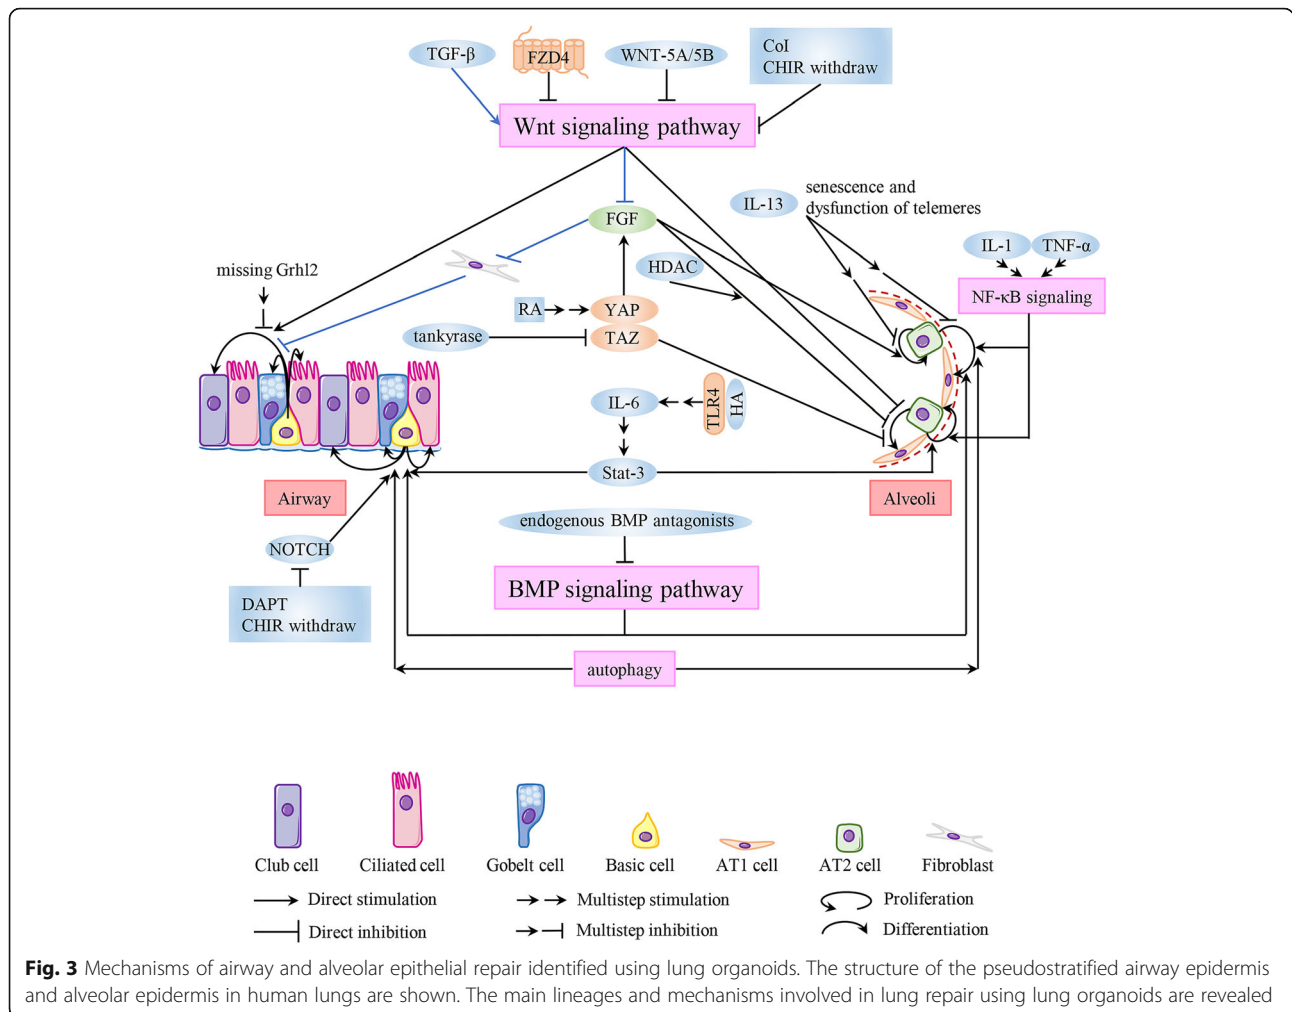 TGF-β
FZD4
WNT-5A/5B
CoI
CHIR withdraw
Wnt signaling pathway
IL-13
senescence and
dysfunction of telemeres
FGF
IL-1
TNF-α
HDAC
missing Grhl2
NF-κB signaling
RA
YAP
tankyrase
TAZ
IL-6
TLR4
HA
Stat-3
Airway
Alveoli
endogenous BMP antagonists
NOTCH
BMP signaling pathway
DAPT
CHIR withdraw
autophagy
Club cell
Ciliated cell
Gobelt cell
Basic cell
AT1 cell
AT2 cell
Fibroblast
Direct stimulation
Multistep stimulation
Proliferation
Direct inhibition
Multistep inhibition
Differentiation
Fig. 3 Mechanisms of airway and alveolar epithelial repair identified using lung organoids. The structure of the pseudostratified airway epidermis
and alveolar epidermis in human lungs are shown. The main lineages and mechanisms involved in lung repair using lung organoids are revealed